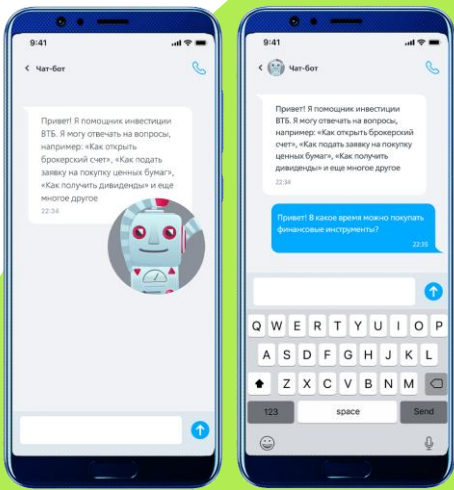 9:41
Чат-бот
Привет! Я помощник инвестиции
ВТБ. Я могу отвечать на вопросы,
например: «Как открыть
брокерский счет», «Как подать
заявку на покупку ценных бумаг»,
«Как получить дивиденды» и еще
многое другое
22:34
9:41
Чат-бот
Привет! Я помощник инвестиции
ВТБ. Я могу отвечать на вопросы,
например: «Как открыть брокерский
счет», «Как подать заявку на покупку
ценных бумаг», «Как получить
дивиденды» и еще многое другое
22:34
Привет! В какое время можно покупать
финансовые инструменты?
22:35
Q W E R T Y U I O P
A S D F G H J K L
Z X C V B N M
123 space Send